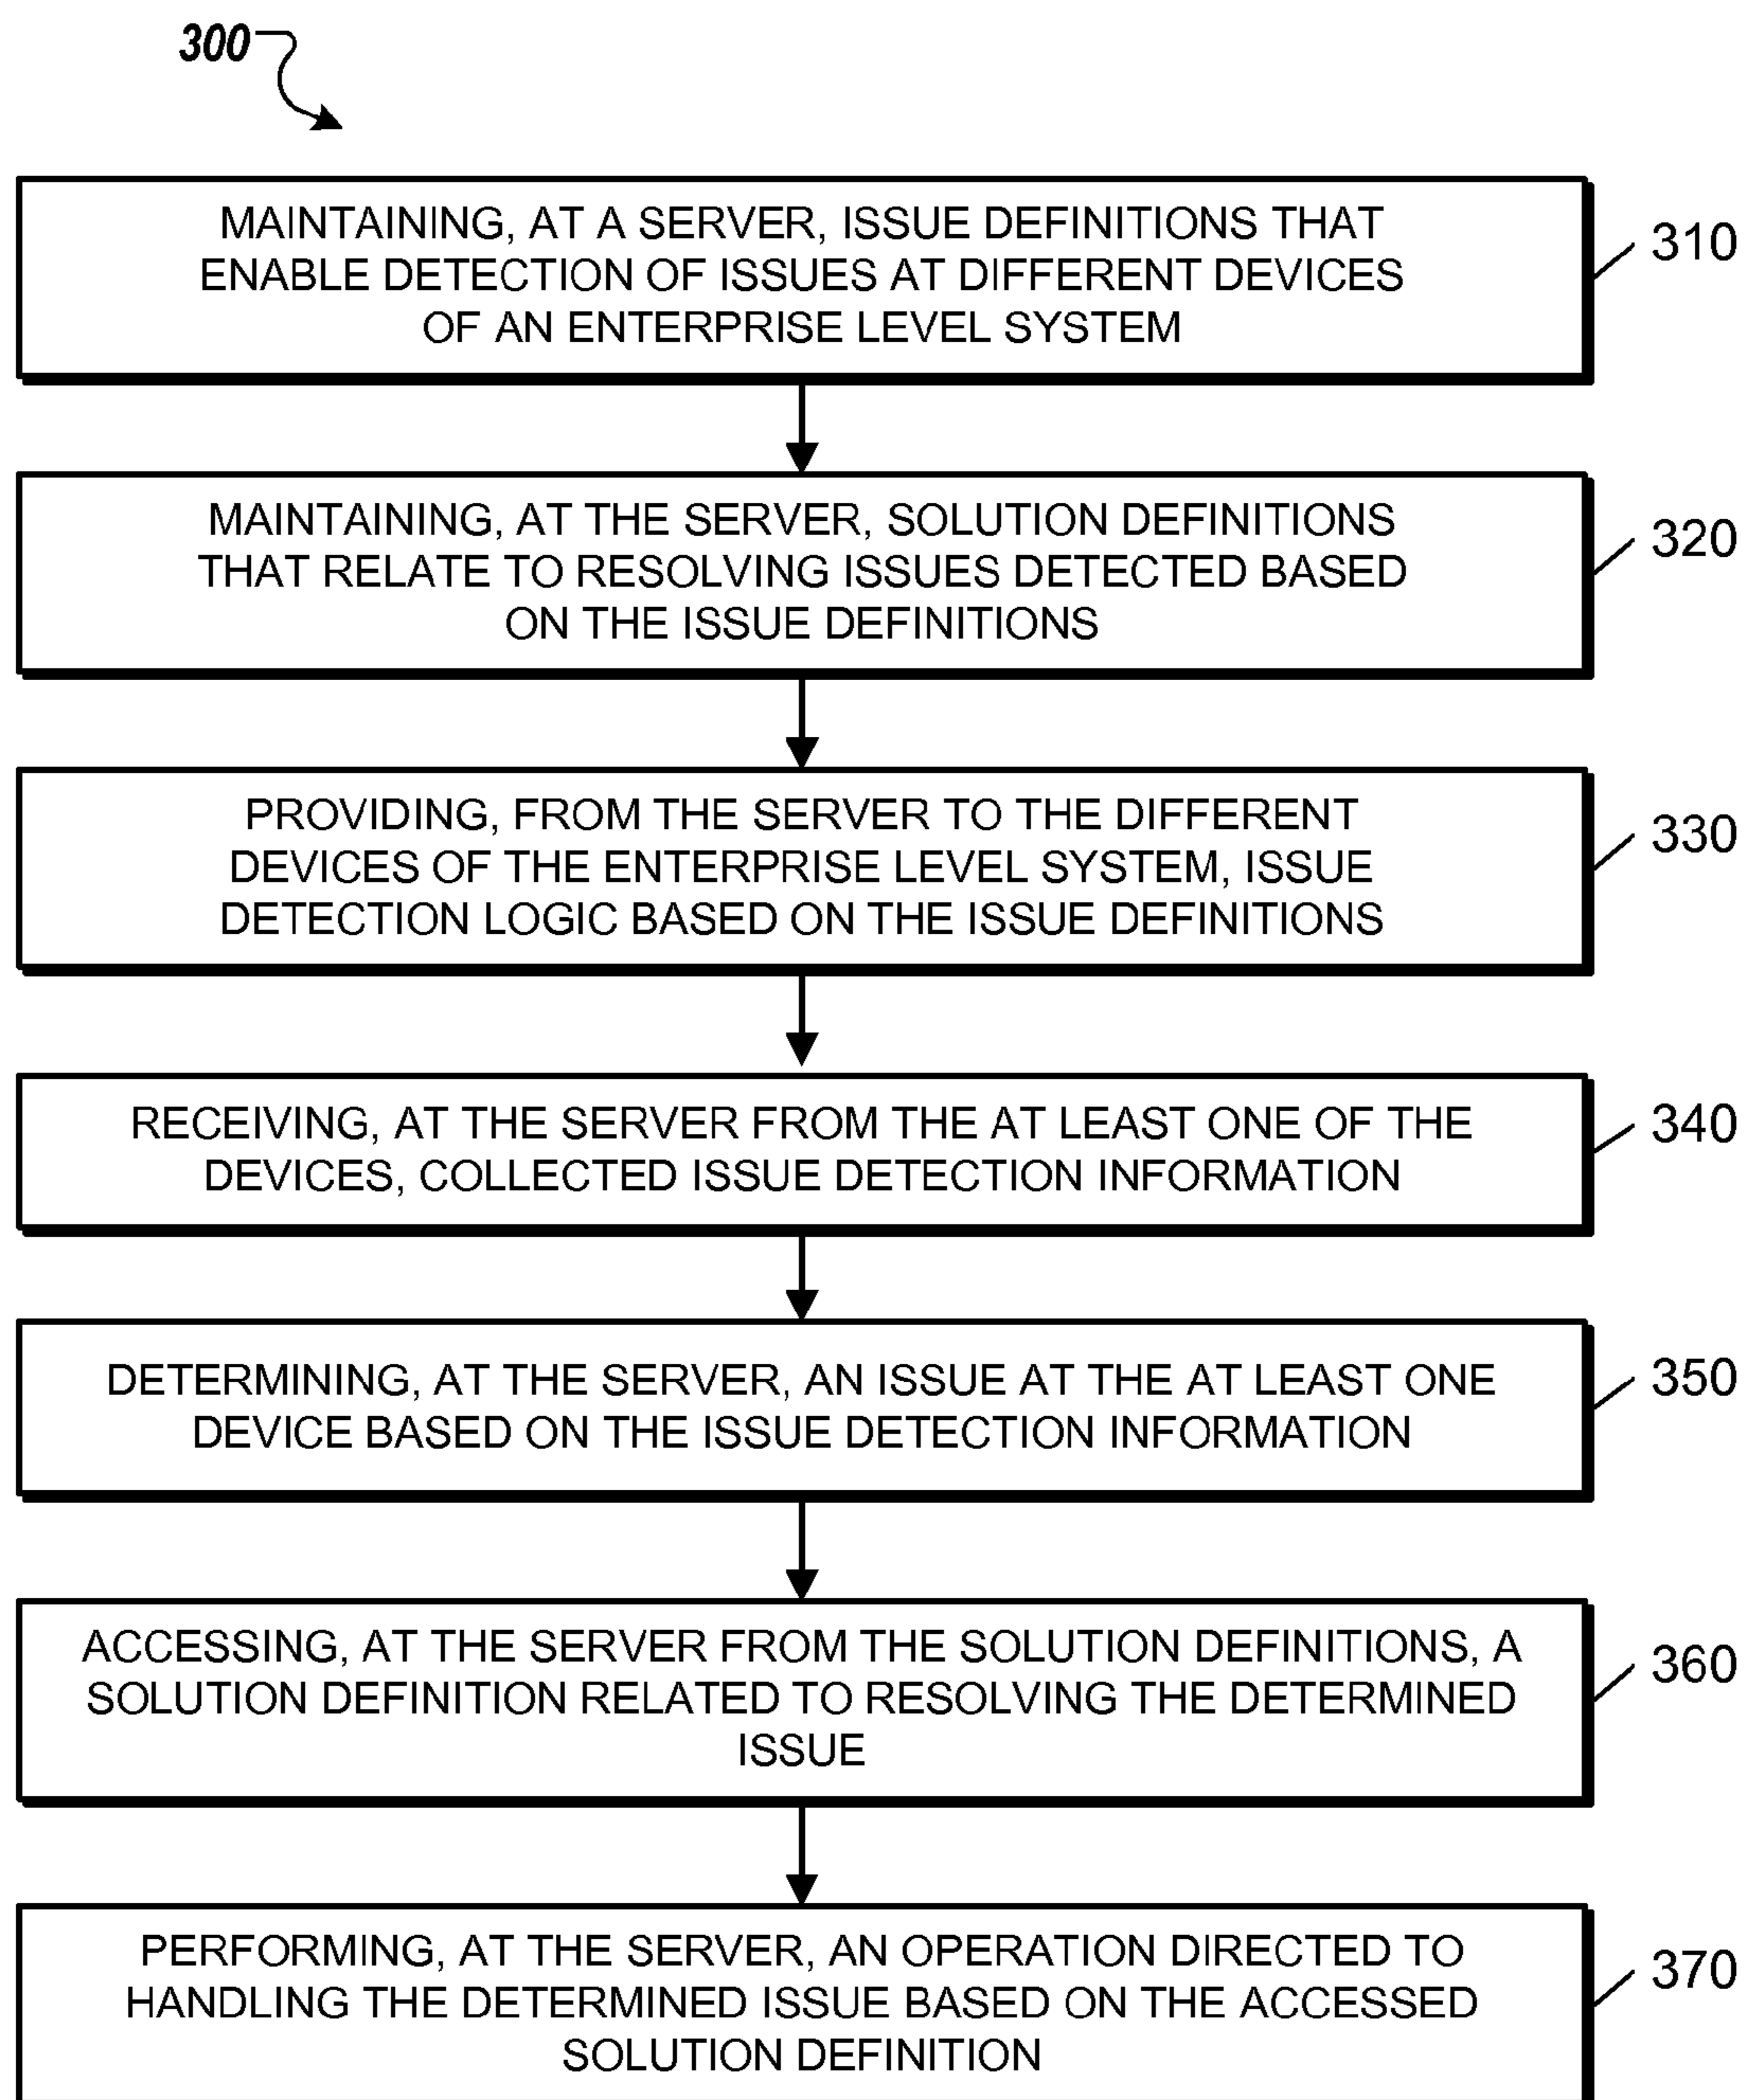 300
MAINTAINING, AT A SERVER, ISSUE DEFINITIONS THAT
ENABLE DETECTION OF ISSUES AT DIFFERENT DEVICES
OF AN ENTERPRISE LEVEL SYSTEM
310
MAINTAINING, AT THE SERVER, SOLUTION DEFINITIONS
THAT RELATE TO RESOLVING ISSUES DETECTED BASED
ON THE ISSUE DEFINITIONS
320
PROVIDING, FROM THE SERVER TO THE DIFFERENT
DEVICES OF THE ENTERPRISE LEVEL SYSTEM, ISSUE
DETECTION LOGIC BASED ON THE ISSUE DEFINITIONS
330
RECEIVING, AT THE SERVER FROM THE AT LEAST ONE OF THE
DEVICES, COLLECTED ISSUE DETECTION INFORMATION
340
DETERMINING, AT THE SERVER, AN ISSUE AT THE AT LEAST ONE
DEVICE BASED ON THE ISSUE DETECTION INFORMATION
350
ACCESSING, AT THE SERVER FROM THE SOLUTION DEFINITIONS, A
SOLUTION DEFINITION RELATED TO RESOLVING THE DETERMINED
ISSUE
360
PERFORMING, AT THE SERVER, AN OPERATION DIRECTED TO
HANDLING THE DETERMINED ISSUE BASED ON THE ACCESSED
SOLUTION DEFINITION
370